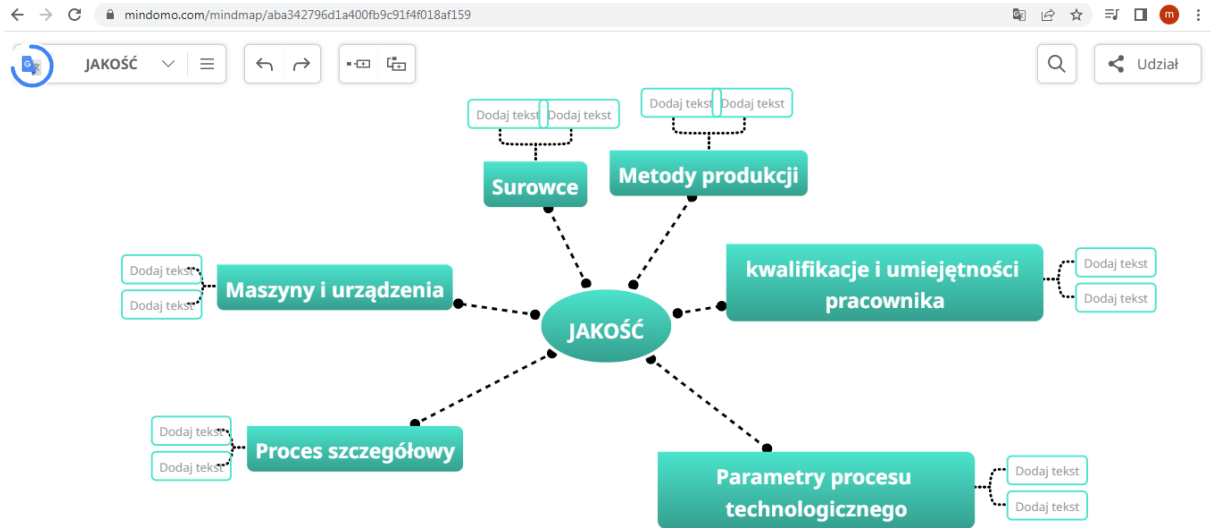 mindomo.com/mindmap/aba342796d1a400fb9c91f4f018af159
m
JAKOŚĆ
Udział
Dodaj tekst
Dodaj tekst
Dodaj tekst
Dodaj tekst
Surowce
Metody produkcji
Dodaj tekst
Dodaj tekst
Maszyny i urządzenia
kwalifikacje i umiejętności
pracownika
Dodaj tekst
Dodaj tekst
JAKOŚĆ
Dodaj tekst
Dodaj tekst
Proces szczegółowy
Parametry procesu
technologicznego
Dodaj tekst
Dodaj tekst